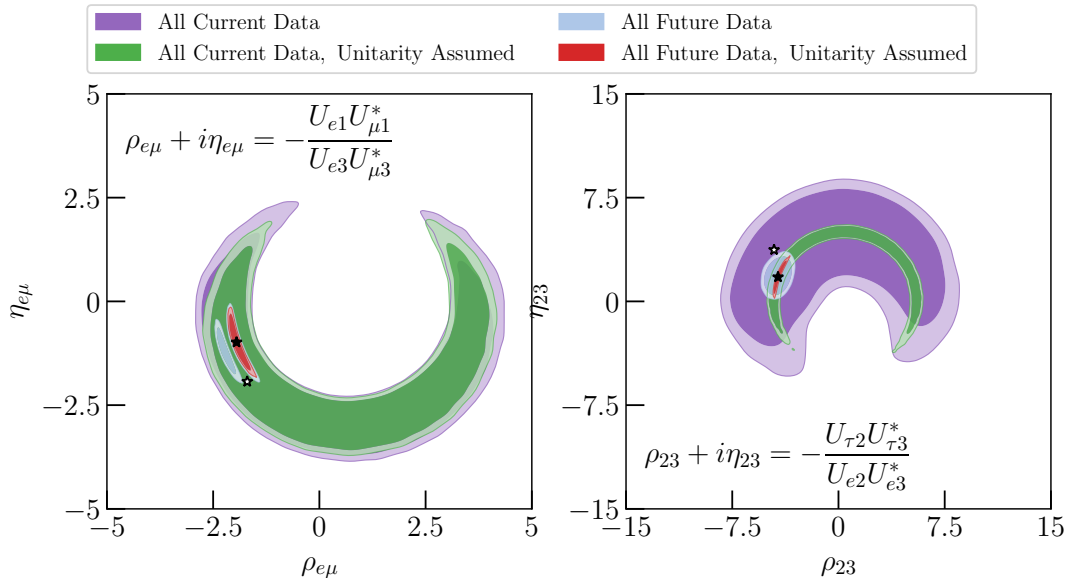 All Current Data
All Current Data, Unitarity Assumed
All Future Data
All Future Data, Unitarity Assumed
5
2.5
0
−2.5
−5
−5
−2.5
0
2.5
5
η_{eμ}
ρ_{eμ}
ρ_{eμ} + iη_{eμ} = −\frac{U_{e1}U^*_{μ1}}{U_{e3}U^*_{μ3}}
15
7.5
0
−7.5
−15
−15
−7.5
0
7.5
15
η_{23}
ρ_{23}
ρ_{23} + iη_{23} = −\frac{U_{τ2}U^*_{τ3}}{U_{e2}U^*_{e3}}